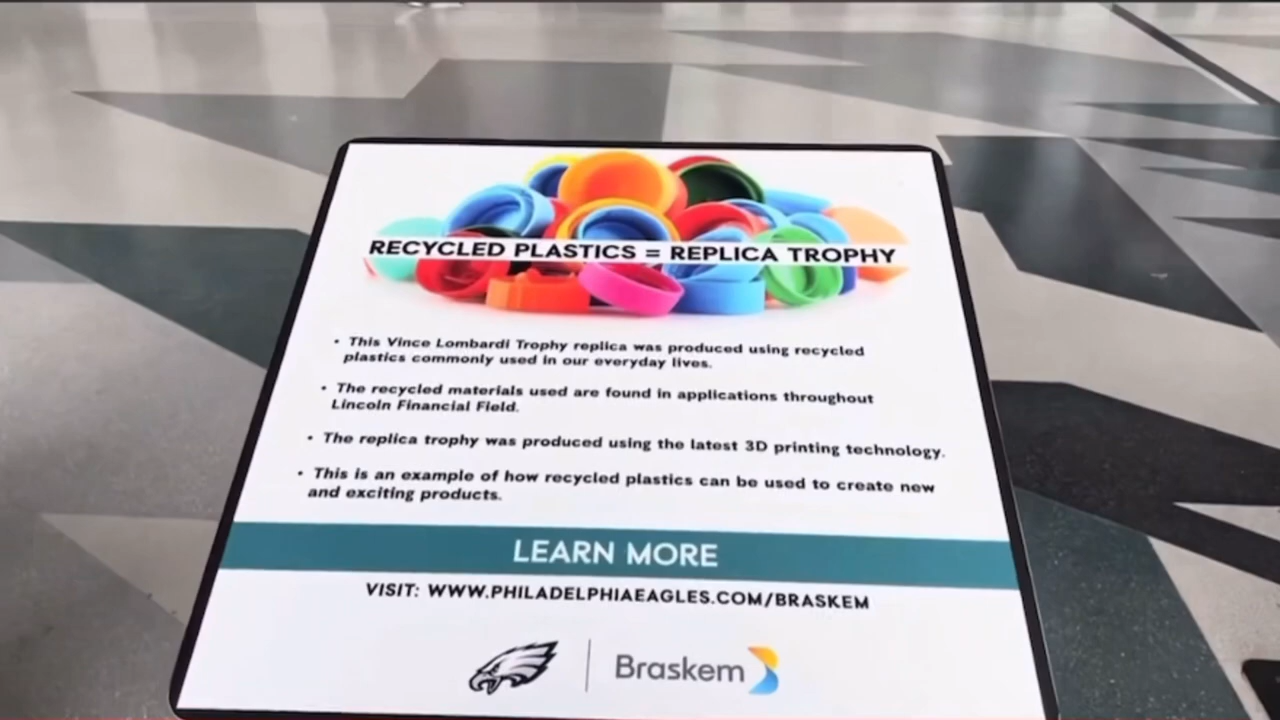 RECYCLED PLASTICS = REPLICA TROPHY
• This Vince Lombardi Trophy replica was produced using recycled
plastics commonly used in our everyday lives.
• The recycled materials used are found in applications throughout
Lincoln Financial Field.
• The replica trophy was produced using the latest 3D printing technology.
• This is an example of how recycled plastics can be used to create new
and exciting products.
LEARN MORE
VISIT: WWW.PHILADELPHIAEAGLES.COM/BRASKEM
Braskem